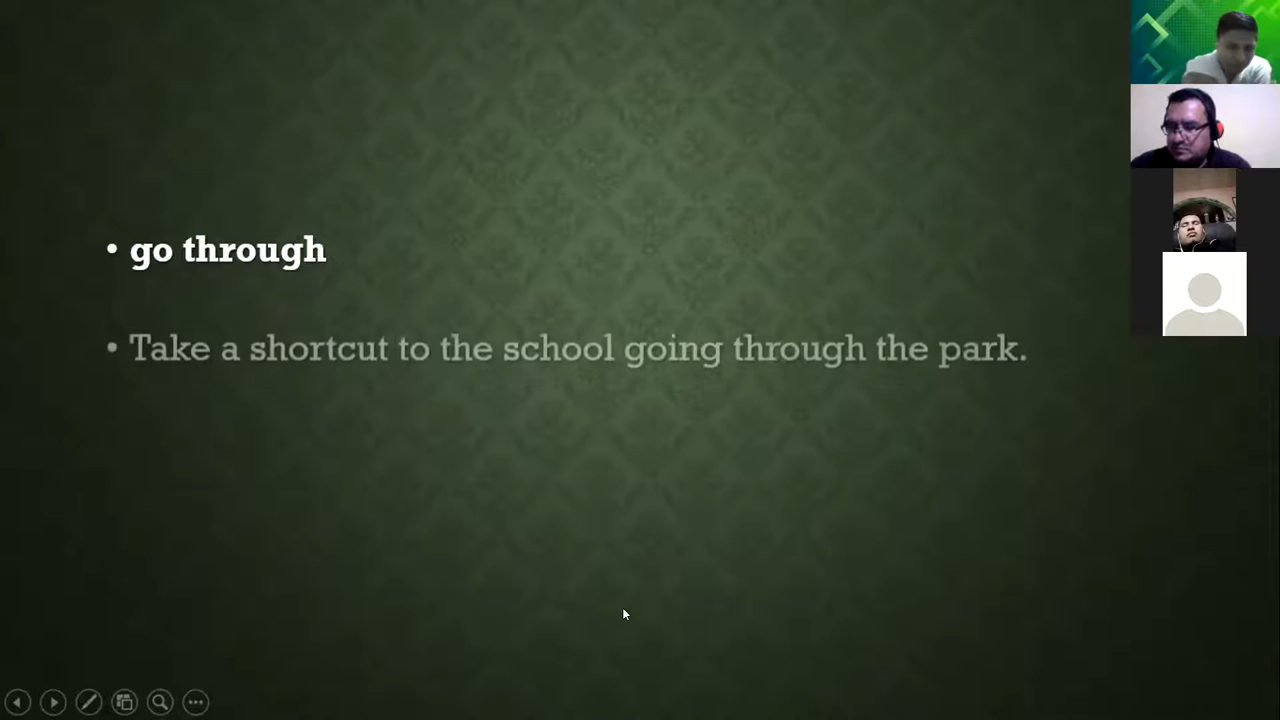 • go through
• Take a shortcut to the school going through the park.